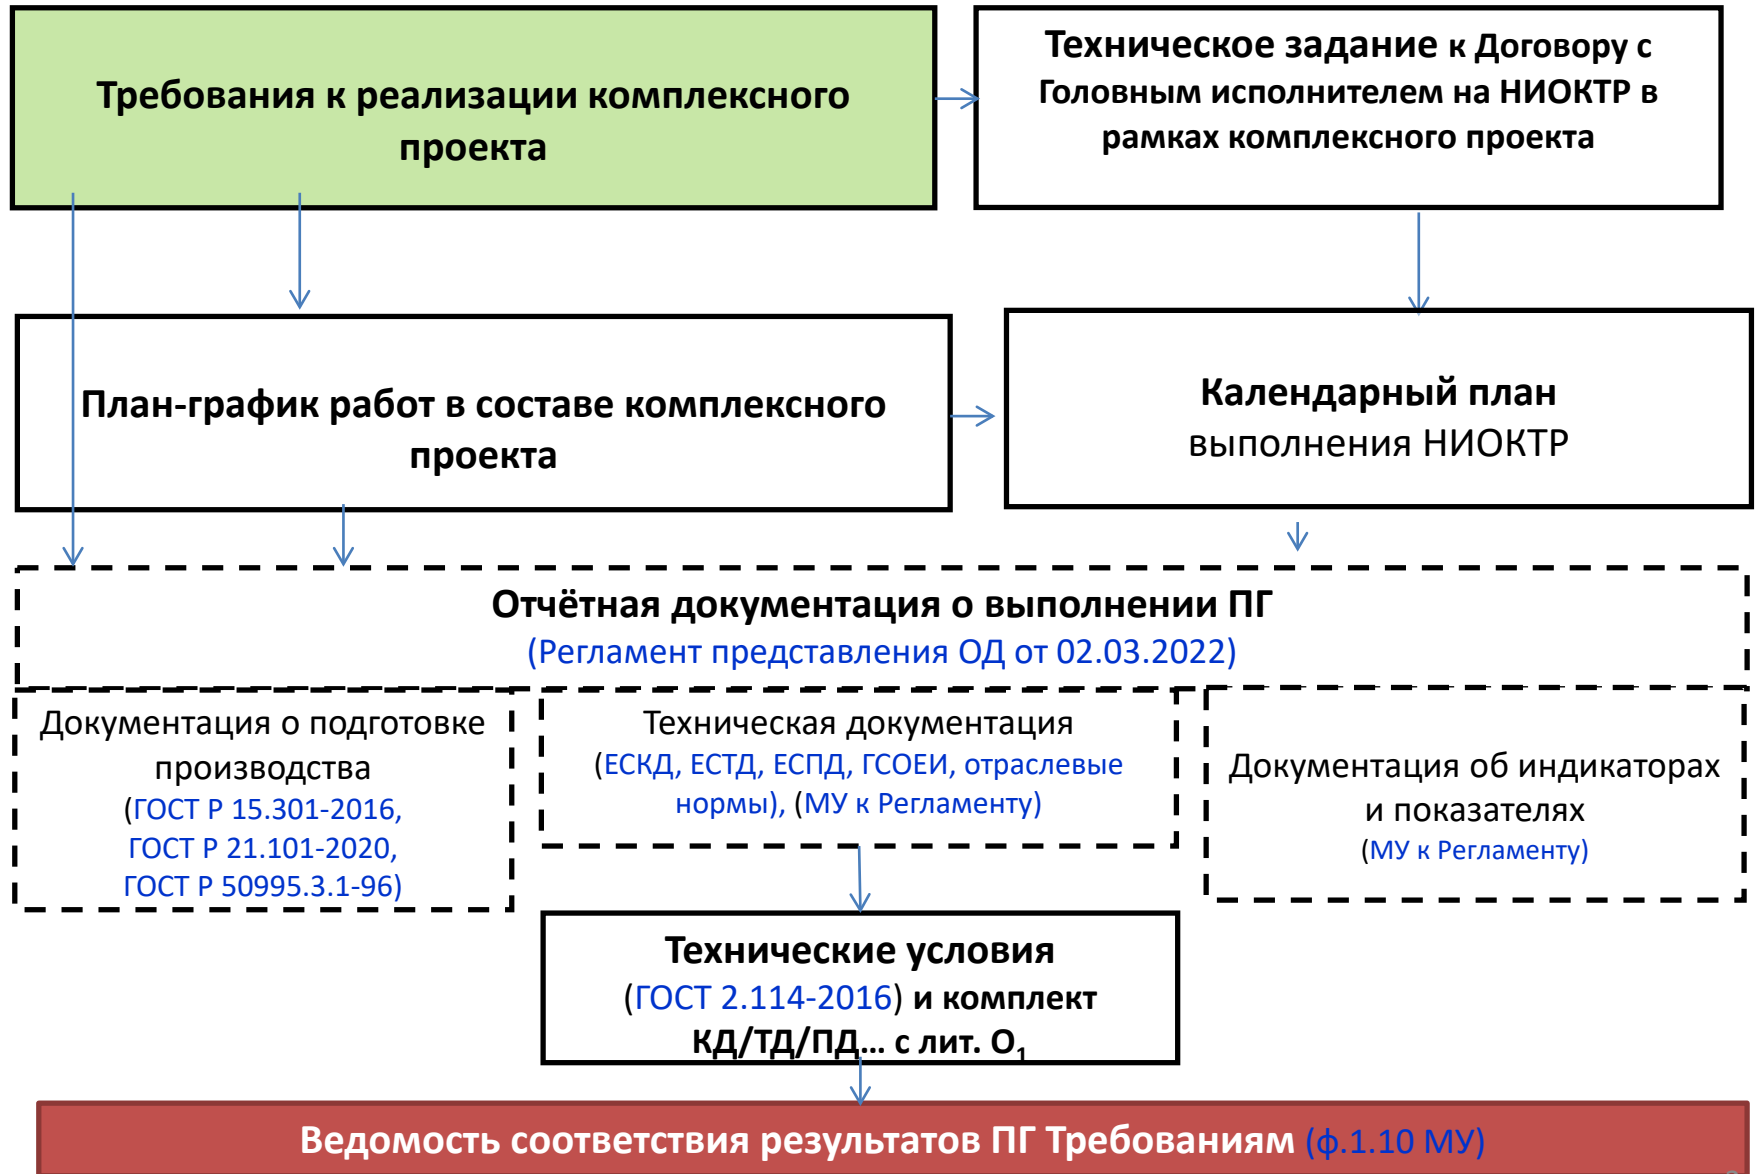 Требования к реализации комплексного
проекта
Техническое задание к Договору с
Головным исполнителем на НИОКТР в
рамках комплексного проекта
План-график работ в составе комплексного
проекта
Календарный план
выполнения НИОКТР
Отчётная документация о выполнении ПГ
(Регламент представления ОД от 02.03.2022)
Документация о подготовке
производства
(ГОСТ Р 15.301-2016,
ГОСТ Р 21.101-2020,
ГОСТ Р 50995.3.1-96)
Техническая документация
(ЕСКД, ЕСТД, ЕСПД, ГСОЕИ, отраслевые
нормы), (МУ к Регламенту)
Документация об индикаторах
и показателях
(МУ к Регламенту)
Технические условия
(ГОСТ 2.114-2016) и комплект
КД/ТД/ПД... с лит. О₁
Ведомость соответствия результатов ПГ Требованиям (ф.1.10 МУ)